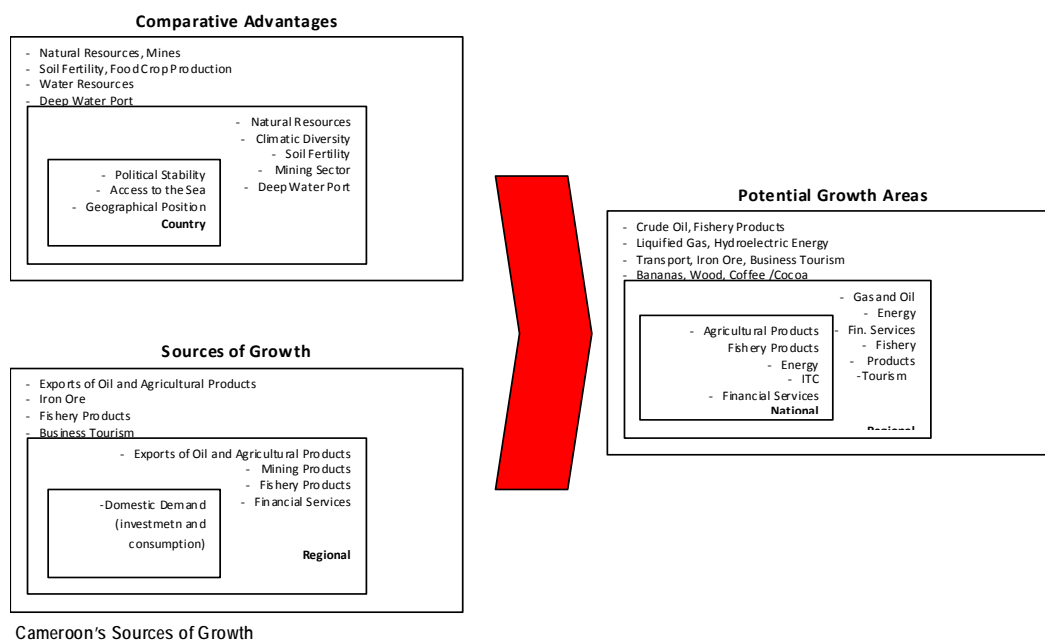 Comparative Advantages
- Natural Resources, Mines
- Soil Fertility, Food Crop Production
- Water Resources
- Deep Water Port
- Natural Resources
- Climatic Diversity
- Soil Fertility
- Mining Sector
- Deep Water Port
- Political Stability
- Access to the Sea
- Geographical Position
Country
Sources of Growth
- Exports of Oil and Agricultural Products
- Iron Ore
- Fishery Products
- Business Tourism
- Exports of Oil and Agricultural Products
- Mining Products
- Fishery Products
- Financial Services
-Domestic Demand
(investmetn and
consumption)
Regional
Potential Growth Areas
- Crude Oil, Fishery Products
- Liquified Gas, Hydroelectric Energy
- Transport, Iron Ore, Business Tourism
- Bananas, Wood, Coffee /Cocoa
- Gas and Oil
- Energy
- Fin. Services
- Fishery
- Products
-Tourism
- Agricultural Products
Fishery Products
- Energy
- ITC
- Financial Services
National
Regional
Cameroon's Sources of Growth